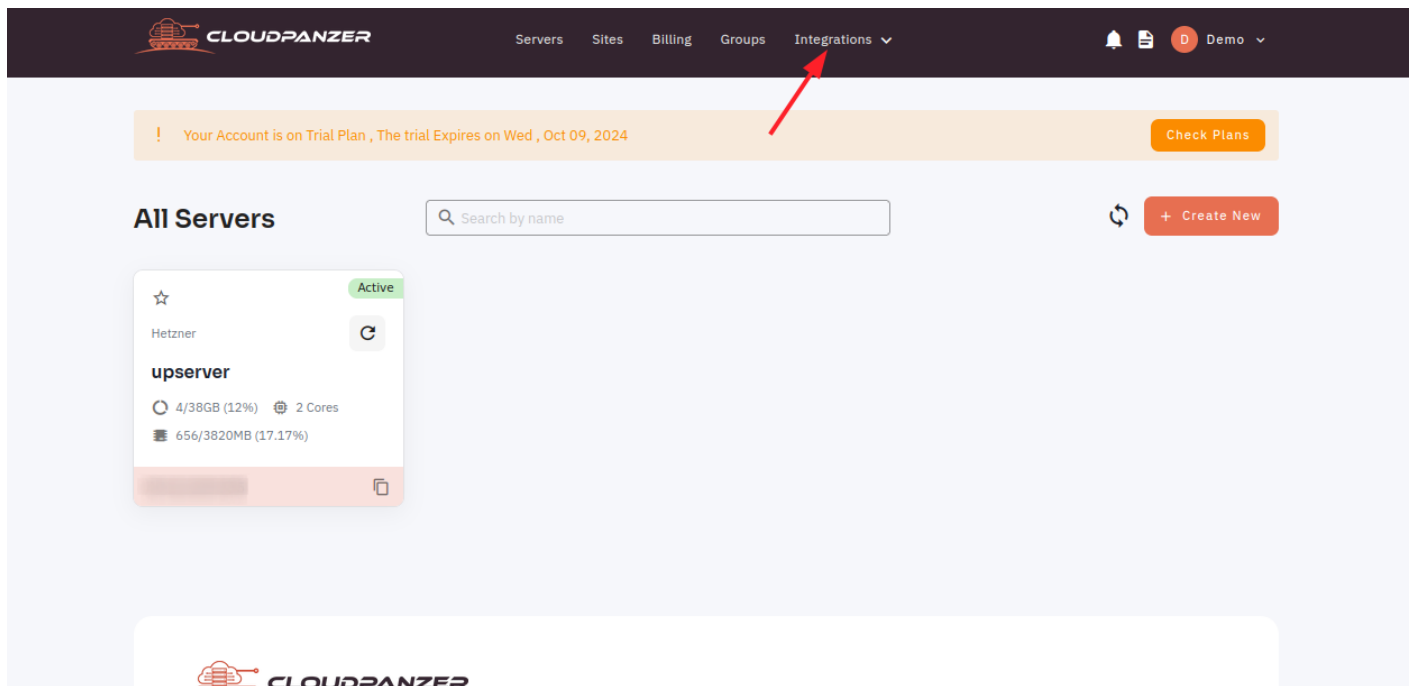 CLOUDPANZER
Servers Sites Billing Groups Integrations
D Demo
! Your Account is on Trial Plan , The trial Expires on Wed , Oct 09, 2024
Check Plans
All Servers
Search by name
+ Create New
Active
Hetzner
upserver
4/38GB (12%) 2 Cores
656/3820MB (17.17%)
CLOUDPANZER